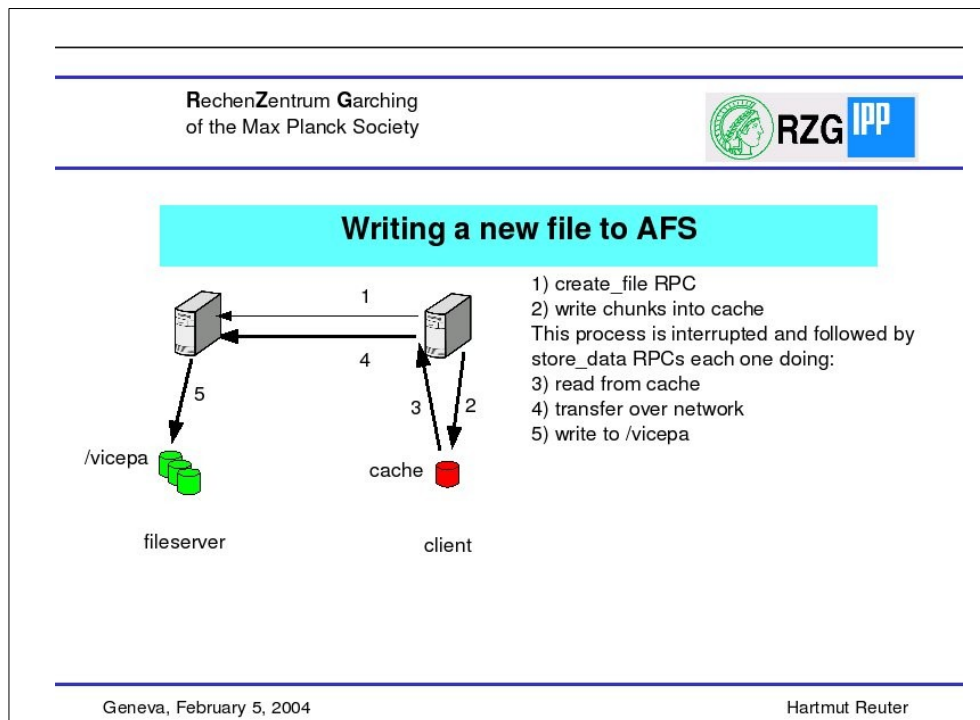 RechenZentrum Garching
of the Max Planck Society
RZG IPP
Writing a new file to AFS
1) create_file RPC
2) write chunks into cache
This process is interrupted and followed by
store_data RPCs each one doing:
3) read from cache
4) transfer over network
5) write to /vicepa
1
4
5
3
2
/vicepa
cache
fileserver
client
Geneva, February 5, 2004
Hartmut Reuter